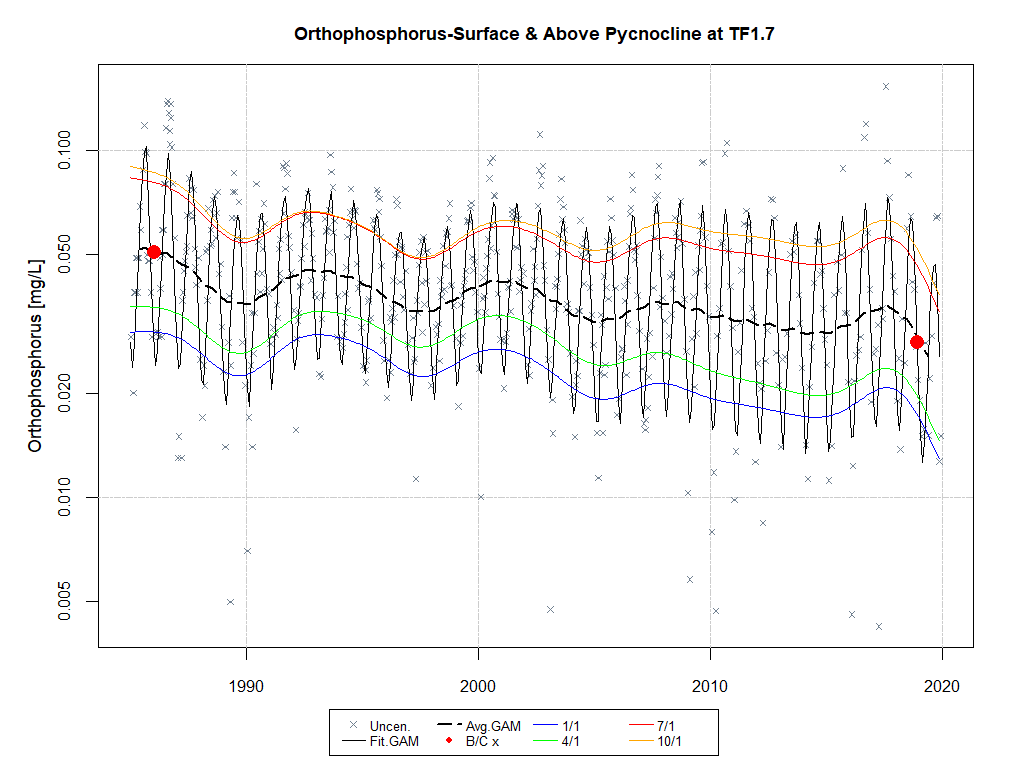 Orthophosphorus-Surface & Above Pycnocline at TF1.7
Orthophosphorus [mg/L]
0.100
0.050
0.020
0.010
0.005
1990 2000 2010 2020
Uncen. Avg.GAM 1/1 7/1
Fit.GAM B/C x 4/1 10/1